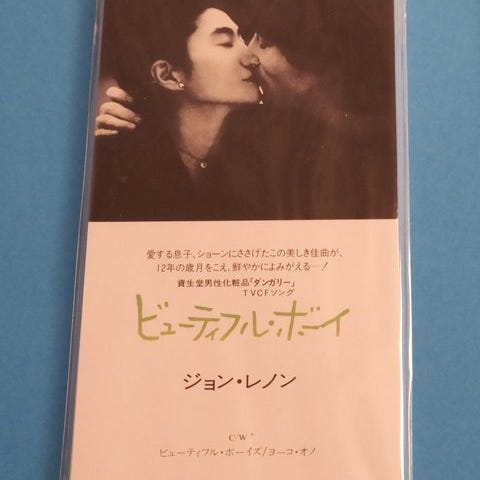 愛する息子、ショーンにささげたこの美しき佳曲が、
12年の歳月をこえ、鮮やかによみがえる…!
資生堂男性化粧品「ダンガリー」
TVCFソング
ビューティフル・ボーイ
ジョン・レノン
C/W
ビューティフル・ボーイズ/ヨーコ・オノ